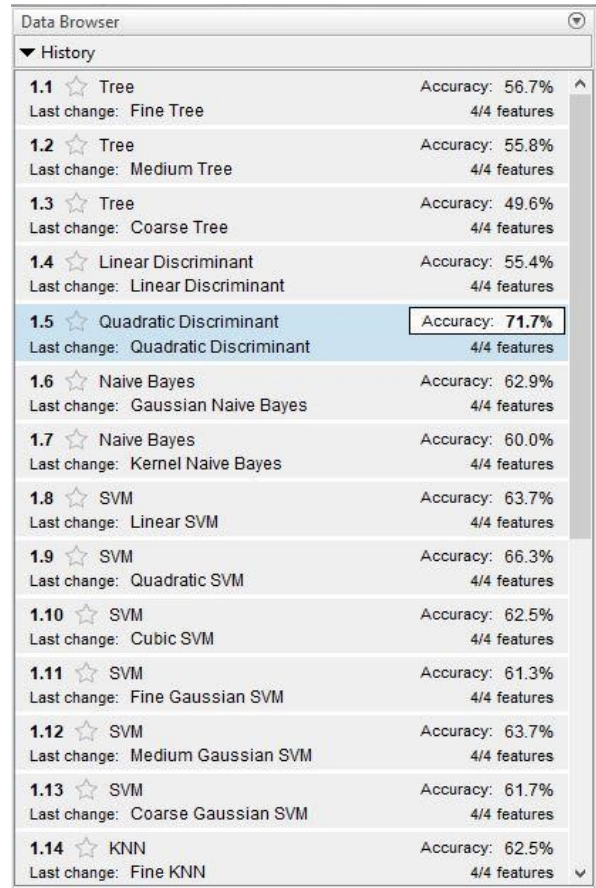 Data Browser
History
1.1 Tree Accuracy: 56.7%
Last change: Fine Tree 4/4 features
1.2 Tree Accuracy: 55.8%
Last change: Medium Tree 4/4 features
1.3 Tree Accuracy: 49.6%
Last change: Coarse Tree 4/4 features
1.4 Linear Discriminant Accuracy: 55.4%
Last change: Linear Discriminant 4/4 features
1.5 Quadratic Discriminant Accuracy: 71.7%
Last change: Quadratic Discriminant 4/4 features
1.6 Naive Bayes Accuracy: 62.9%
Last change: Gaussian Naive Bayes 4/4 features
1.7 Naive Bayes Accuracy: 60.0%
Last change: Kernel Naive Bayes 4/4 features
1.8 SVM Accuracy: 63.7%
Last change: Linear SVM 4/4 features
1.9 SVM Accuracy: 66.3%
Last change: Quadratic SVM 4/4 features
1.10 SVM Accuracy: 62.5%
Last change: Cubic SVM 4/4 features
1.11 SVM Accuracy: 61.3%
Last change: Fine Gaussian SVM 4/4 features
1.12 SVM Accuracy: 63.7%
Last change: Medium Gaussian SVM 4/4 features
1.13 SVM Accuracy: 61.7%
Last change: Coarse Gaussian SVM 4/4 features
1.14 KNN Accuracy: 62.5%
Last change: Fine KNN 4/4 features